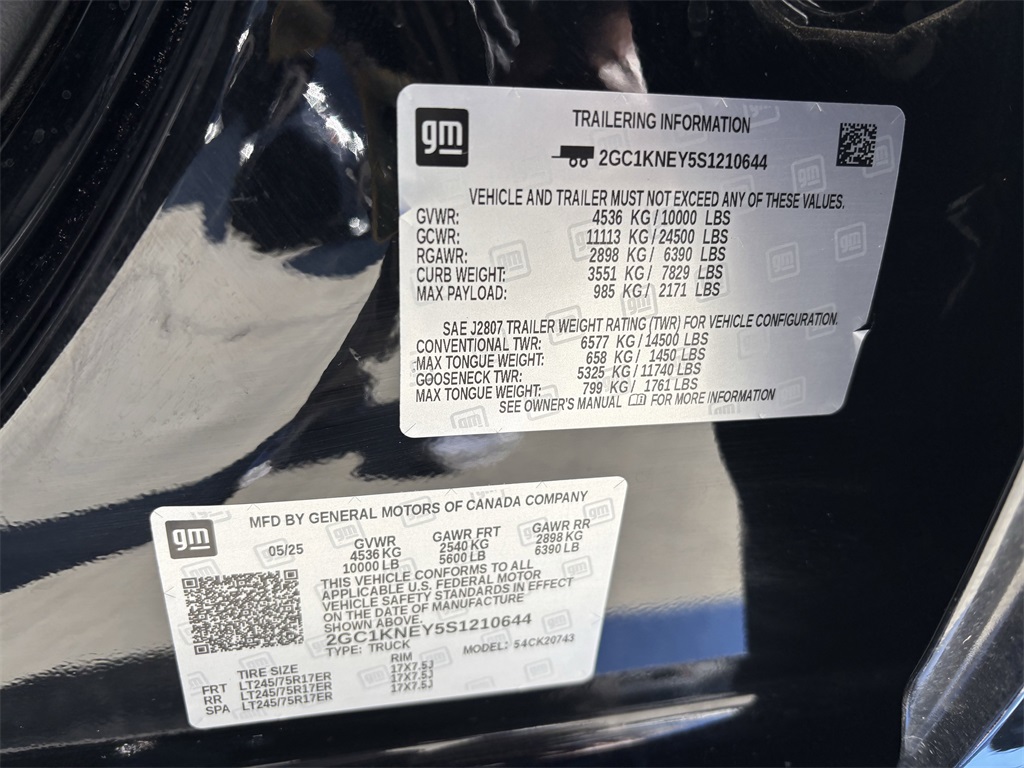 gm
TRAILERING INFORMATION
2GC1KNEY5S1210644
VEHICLE AND TRAILER MUST NOT EXCEED ANY OF THESE VALUES.
GVWR: 4536 KG / 10000 LBS
GCWR: 11113 KG / 24500 LBS
RGAWR: 2898 KG / 6390 LBS
CURB WEIGHT: 3551 KG / 7829 LBS
MAX PAYLOAD: 985 KG / 2171 LBS
SAE J2807 TRAILER WEIGHT RATING (TWR) FOR VEHICLE CONFIGURATION.
CONVENTIONAL TWR: 6577 KG / 14500 LBS
MAX TONGUE WEIGHT: 658 KG / 1450 LBS
GOOSENECK TWR: 5325 KG / 11740 LBS
MAX TONGUE WEIGHT: 799 KG / 1761 LBS
SEE OWNER'S MANUAL FOR MORE INFORMATION
gm
MFD BY GENERAL MOTORS OF CANADA COMPANY
05/25 GVWR GAWR FRT GAWR RR
4536 KG 2540 KG 2898 KG
10000 LB 5600 LB 6390 LB
THIS VEHICLE CONFORMS TO ALL
APPLICABLE U.S. FEDERAL MOTOR
VEHICLE SAFETY STANDARDS IN EFFECT
ON THE DATE OF MANUFACTURE
SHOWN ABOVE.
2GC1KNEY5S1210644
TYPE: TRUCK MODEL: 54CK20743
TIRE SIZE RIM
FRT LT245/75R17ER 17X7.5J
RR LT245/75R17ER 17X7.5J
SPA LT245/75R17ER 17X7.5J